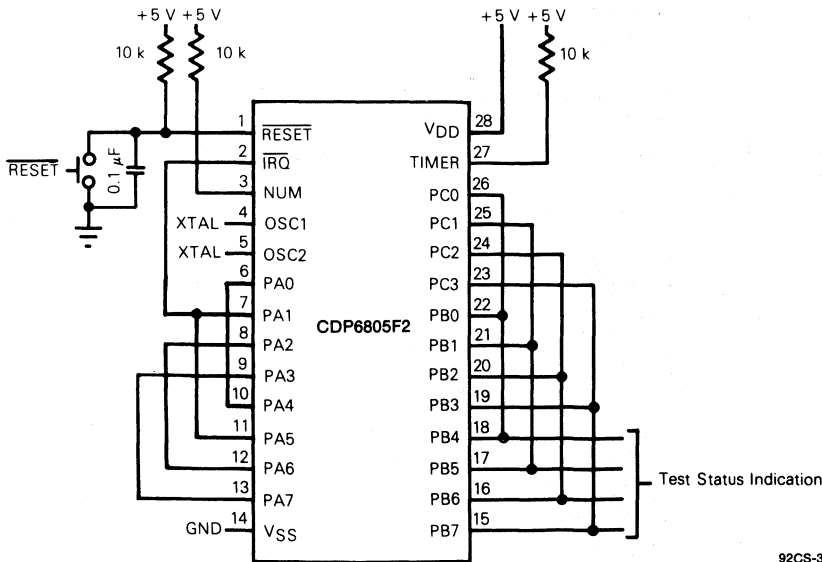 +5 V +5 V
10 k
10 k
+5 V +5 V
10 k
RESET
0.1 µF
1
2
3
4
5
6
7
8
9
10
11
12
13
14
XTAL
XTAL
GND
RESET
IRQ
NUM
OSC1
OSC2
PA0
PA1
PA2
PA3
PA4
PA5
PA6
PA7
VSS
CDP6805F2
VDD
TIMER
PC0
PC1
PC2
PC3
PB0
PB1
PB2
PB3
PB4
PB5
PB6
PB7
28
27
26
25
24
23
22
21
20
19
18
17
16
15
Test Status Indication
92CS-3